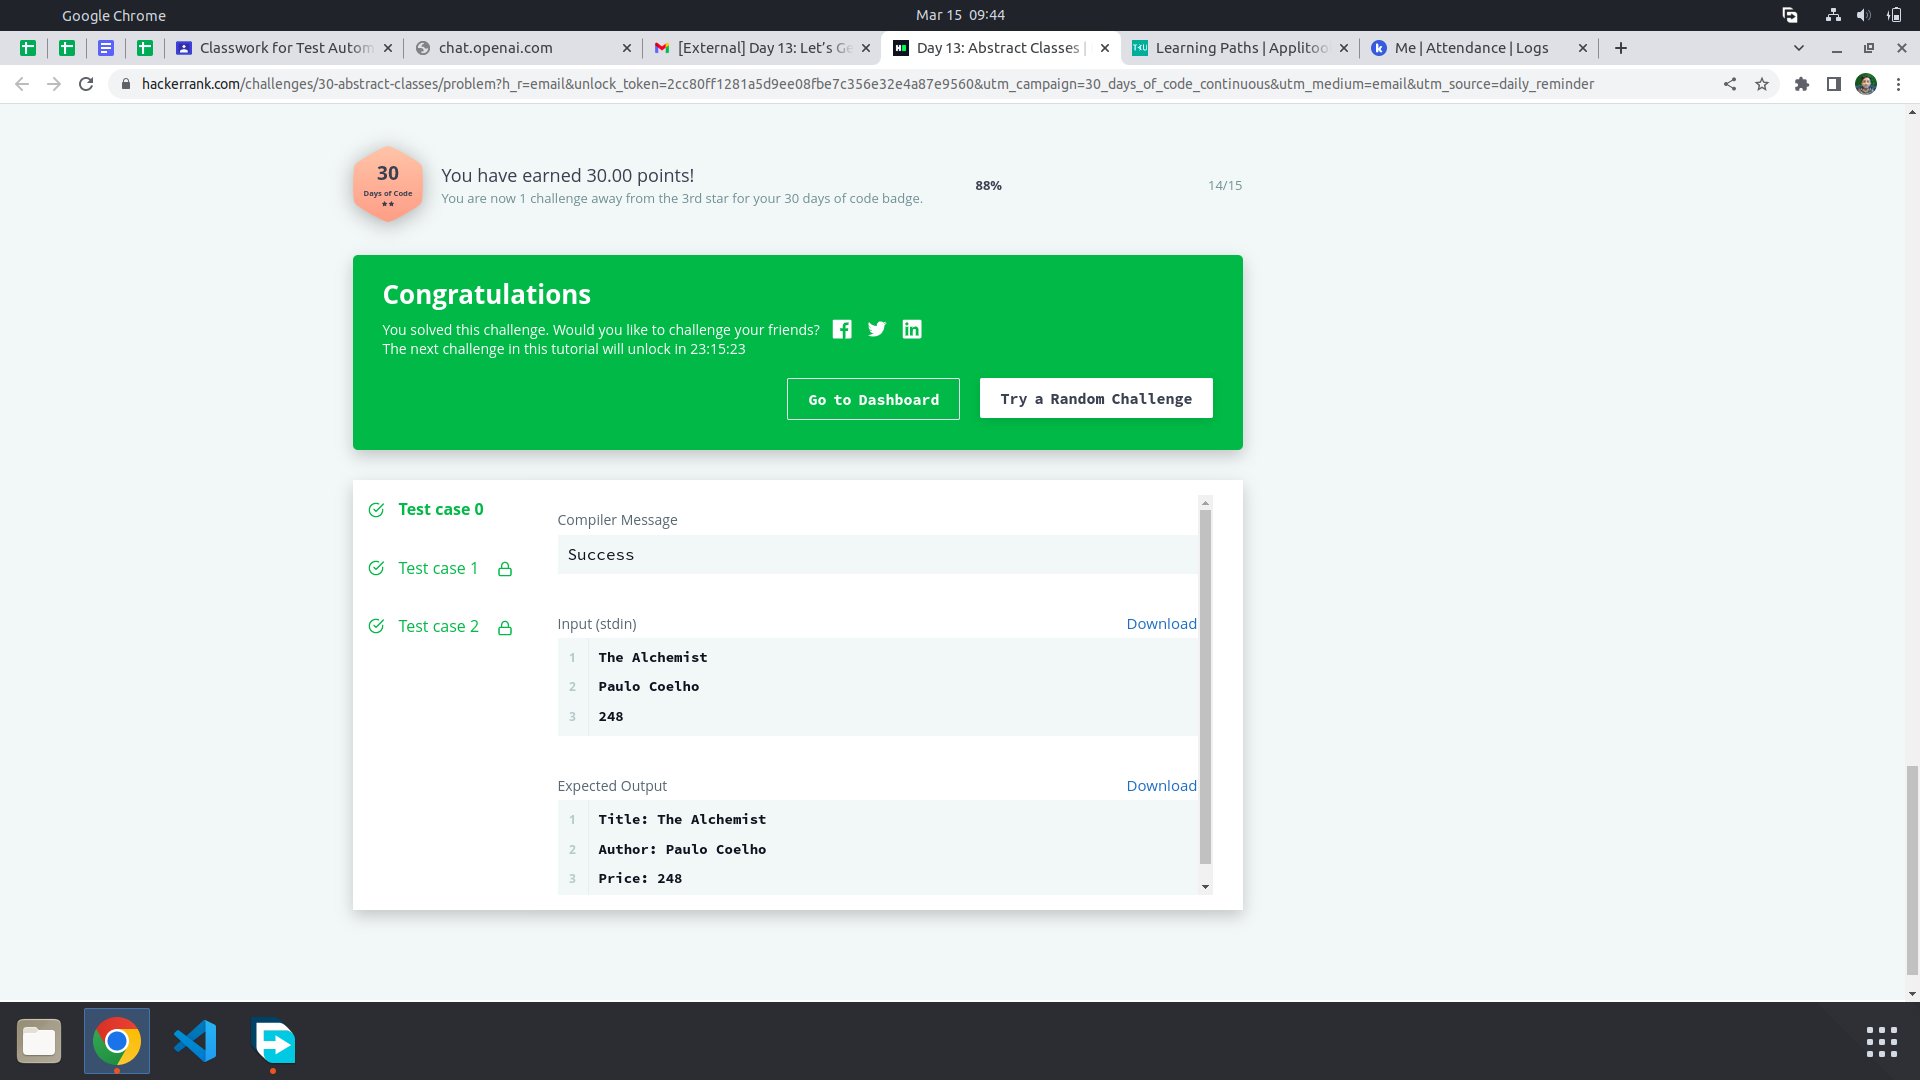 Google Chrome
Mar 15 09:44
Classwork for Test Autom
chat.openai.com
[External] Day 13: Let's Ge
Day 13: Abstract Classes |
Learning Paths | Applitoo
Me | Attendance | Logs
hackerrank.com/challenges/30-abstract-classes/problem?h_r=email&unlock_token=2cc80ff1281a5d9ee08fbe7c356e32e4a87e9560&utm_campaign=30_days_of_code_continuous&utm_medium=email&utm_source=daily_reminder
30
Days of Code
You have earned 30.00 points!
You are now 1 challenge away from the 3rd star for your 30 days of code badge.
88%
14/15
Congratulations
You solved this challenge. Would you like to challenge your friends?
The next challenge in this tutorial will unlock in 23:15:23
Go to Dashboard
Try a Random Challenge
Test case 0
Test case 1
Test case 2
Compiler Message
Success
Input (stdin)
Download
1 The Alchemist
2 Paulo Coelho
3 248
Expected Output
Download
1 Title: The Alchemist
2 Author: Paulo Coelho
3 Price: 248